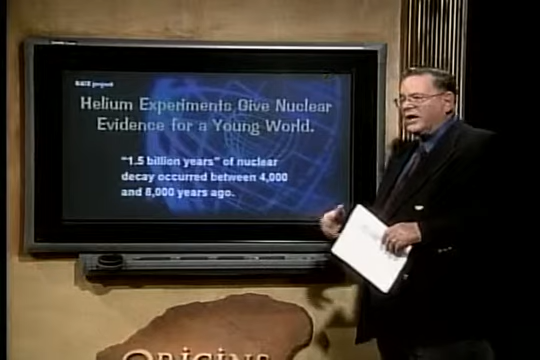 RATE project
Helium Experiments Give Nuclear
Evidence for a Young World.
“1.5 billion years” of nuclear
decay occurred between 4,000
and 8,000 years ago.
ORIGINS